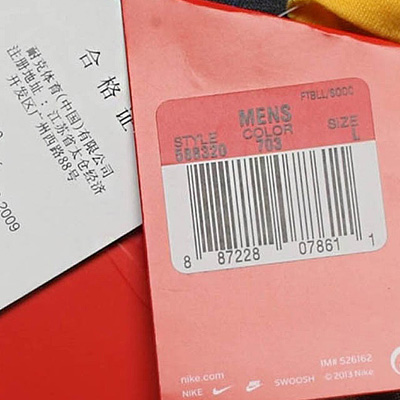 合格证
耐克体育(中国)有限公司
注册地址：江苏省太仓经济
开发区广州西路88号
2009
FTBLL/SOCC
MENS
STYLE COLOR SIZE
588320 703 L
8 87228 07861 1
nike.com IM# 526162
NIKE SWOOSH © 2013 Nike